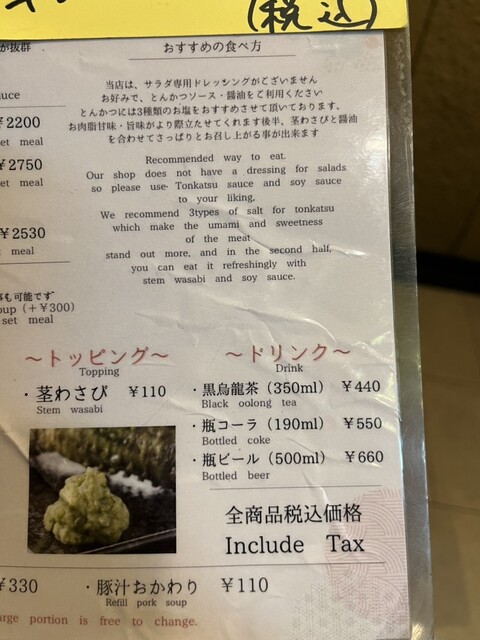 (税込)
が抜群
おすすめの食べ方
uce
¥2200
set meal
¥2750
set meal
¥2530
t meal
事も可能です
oup (+¥300)
set meal
当店は、サラダ専用ドレッシングがございません
お好みで、とんかつソース・醤油をご利用ください
とんかつには3種類のお塩をおすすめさせて頂いております、
お肉脂甘味・旨味がより際立たせてくれます後半、茎わさびと醤油
を合わせてさっぱりとお召し上がる事が出来ます
Recommended way to eat.
Our shop does not have a dressing for salads
so please use Tonkatsu sauce and soy sauce
to your liking,
We recommend 3types of salt for tonkatsu
which make the umami and sweetness
of the meat
stand out more, and in the second half,
you can eat it refreshingly with
stem wasabi and soy sauce.
〜トッピング〜
Topping
・茎わさび ¥110
Stem wasabi
〜ドリンク〜
Drink
・黒烏龍茶(350ml) ¥440
Black oolong tea
・瓶コーラ(190ml) ¥550
Bottled coke
・瓶ビール(500ml) ¥660
Bottled beer
全商品税込価格
Include Tax
¥330
・豚汁おかわり ¥110
Refill pork soup
arge portion is free to change.